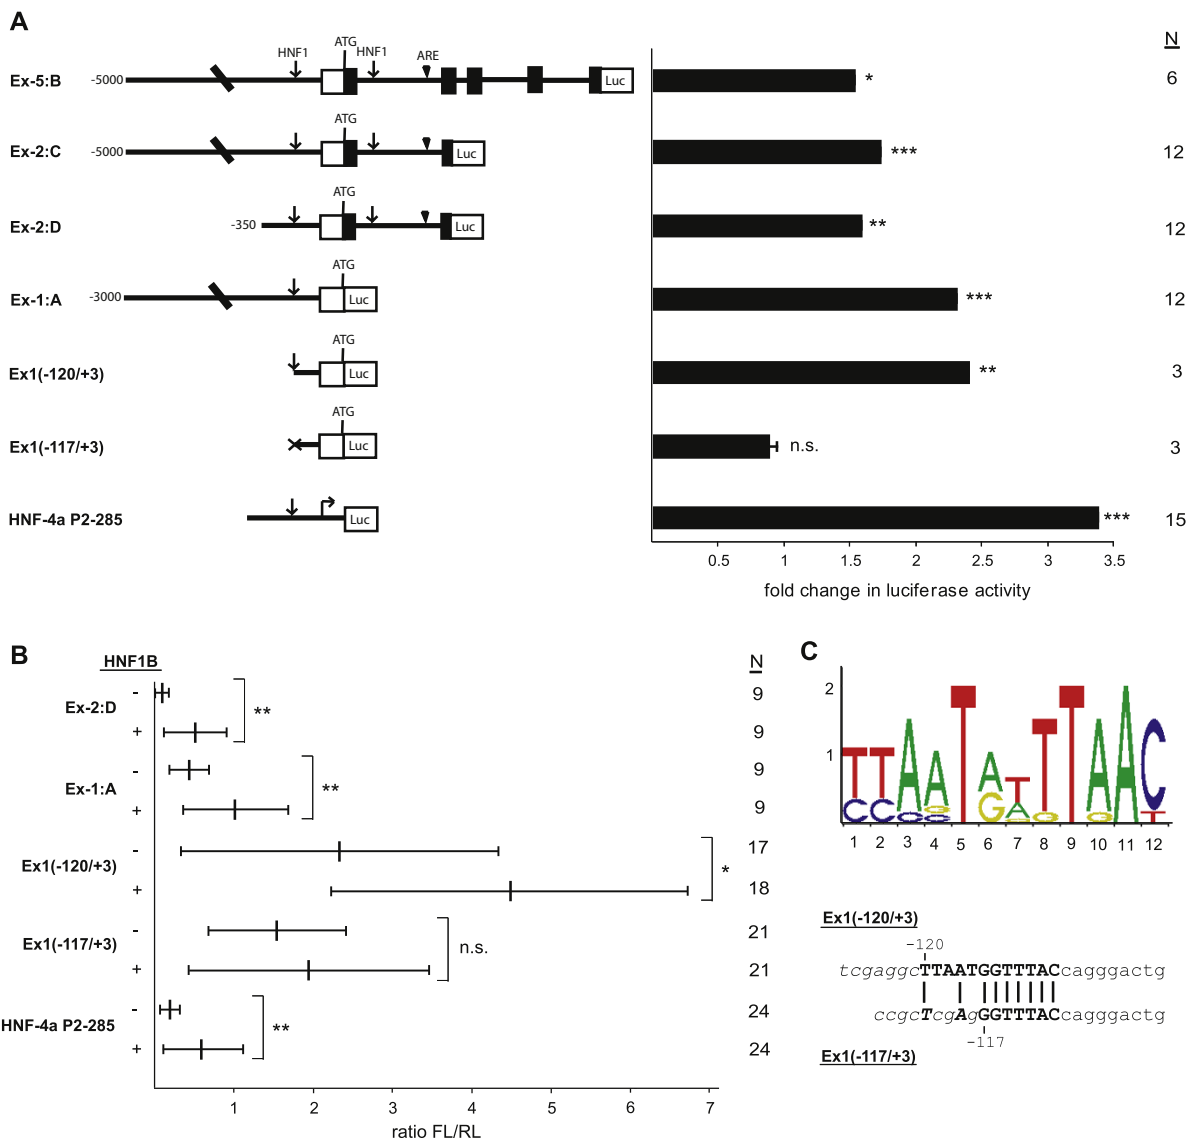 A
N
HNF1 ATG HNF1 ARE
Ex-5:B -5000 Luc * 6
ATG
Ex-2:C -5000 Luc *** 12
ATG
Ex-2:D -350 Luc ** 12
ATG
Ex-1:A -3000 Luc *** 12
ATG
Ex1(-120/+3) Luc ** 3
ATG
Ex1(-117/+3) Luc n.s. 3
HNF-4a P2-285 Luc *** 15
0.5 1 1.5 2 2.5 3 3.5
fold change in luciferase activity
B
HNF1B N
- 9
Ex-2:D **
+ 9
- 9
Ex-1:A **
+ 9
- 17
Ex1(-120/+3) *
+ 18
- 21
Ex1(-117/+3) n.s.
+ 21
- 24
HNF-4a P2-285 **
+ 24
1 2 3 4 5 6 7
ratio FL/RL
C
2
1
T T A A T A T T T A A C
C C G G G A G G T
C C G
1 2 3 4 5 6 7 8 9 10 11 12
Ex1(-120/+3)
-120
tcgaggcTTAATGGTTTACcagggactg
ccgcTcgAgGGTTTACcagggactg
-117
Ex1(-117/+3)